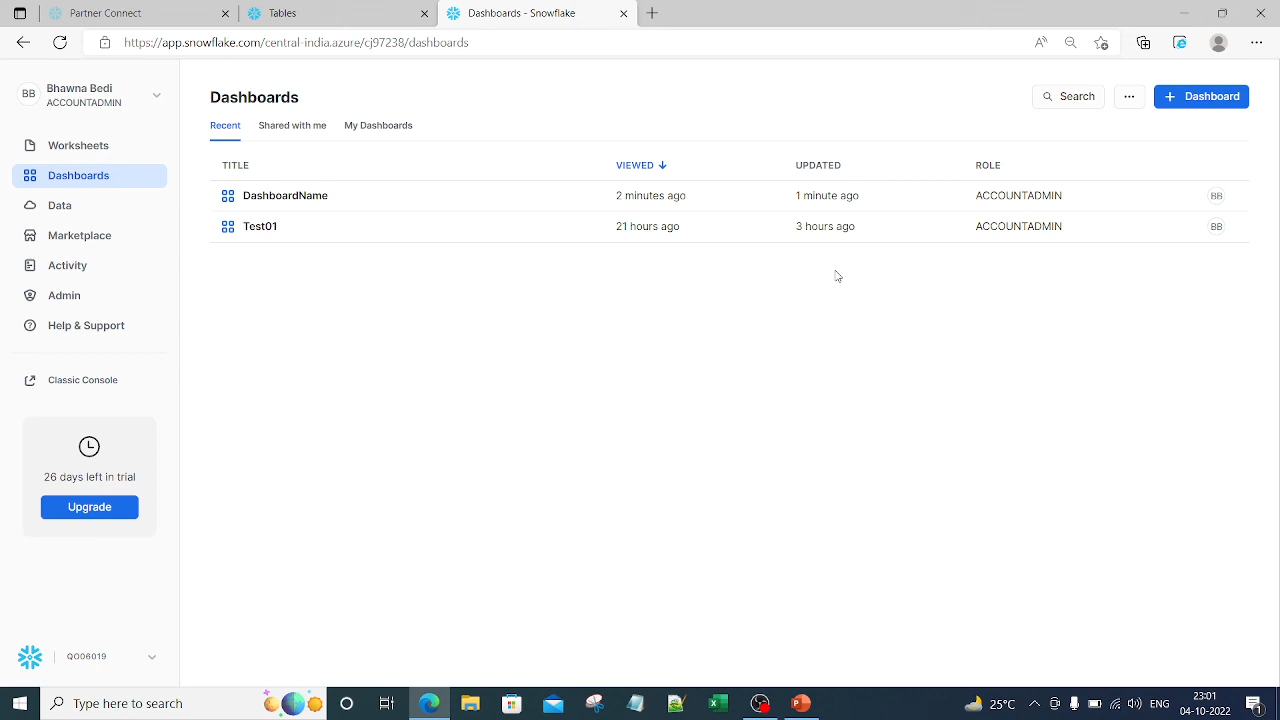 Partner Connect
Tables
Dashboards - Snowflake
https://app.snowflake.com/central-india.azure/cj97238/dashboards
BB
Bhawna Bedi
ACCOUNTADMIN
Worksheets
Dashboards
Data
Marketplace
Activity
Admin
Help & Support
Classic Console
26 days left in trial
Upgrade
QO06019
Dashboards
Search
+ Dashboard
Recent
Shared with me
My Dashboards
TITLE VIEWED UPDATED ROLE
DashboardName 2 minutes ago 1 minute ago ACCOUNTADMIN BB
Test01 21 hours ago 3 hours ago ACCOUNTADMIN BB
Type here to search
25°C
ENG
23:01
04-10-2022